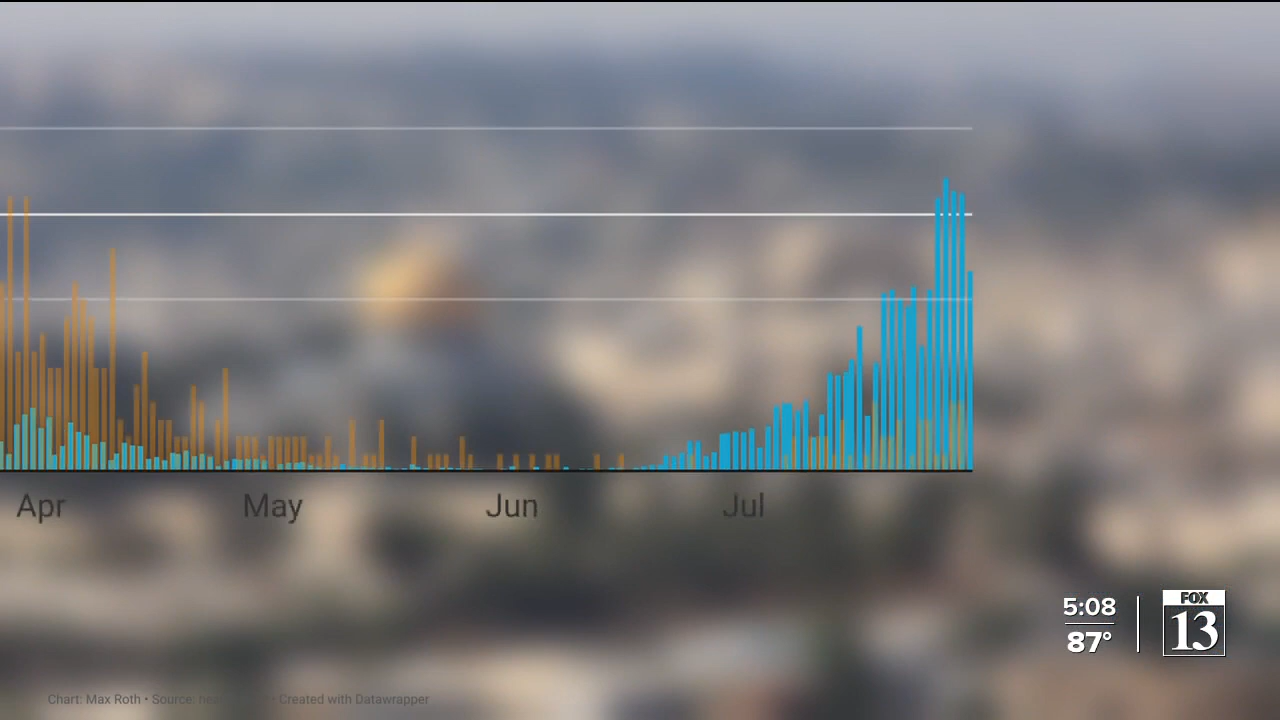 Apr May Jun Jul
5:08
87°
FOX
13
Chart: Max Roth • Source: • Created with Datawrapper